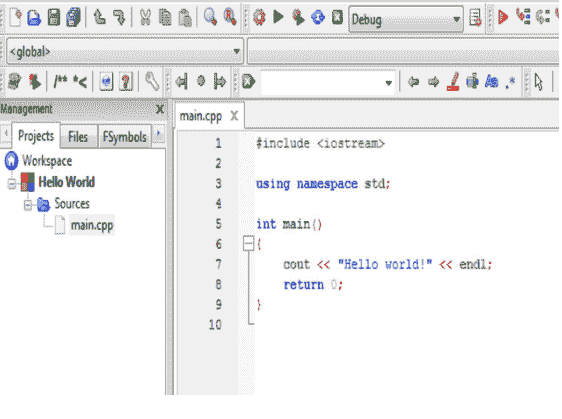 Debug
<global>
/** *<
Management
main.cpp
Projects Files FSymbols
Workspace
Hello World
Sources
main.cpp
1 #include <iostream>
2
3 using namespace std;
4
5 int main()
6 {
7 cout << "Hello world!" << endl;
8 return 0;
9 }
10